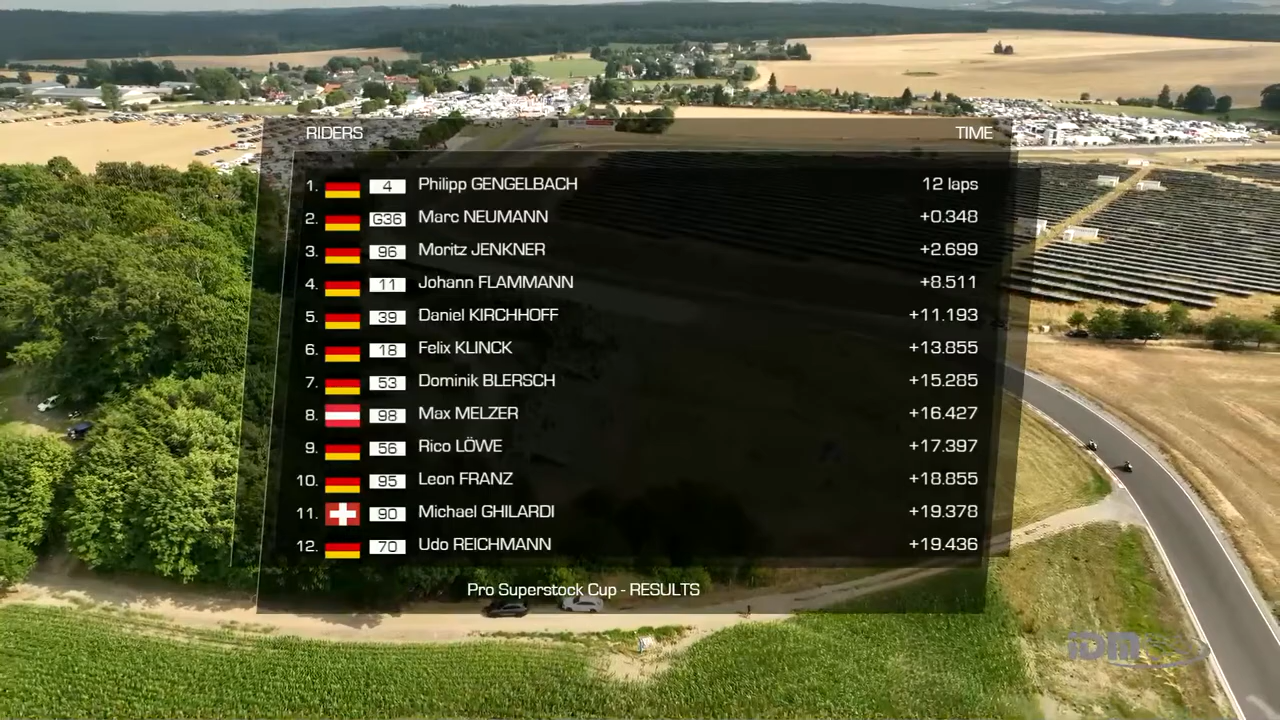 RIDERS TIME
1. 4 Philipp GENGELBACH 12 laps
2. G36 Marc NEUMANN +0.348
3. 96 Moritz JENKNER +2.699
4. 11 Johann FLAMMANN +8.511
5. 39 Daniel KIRCHHOFF +11.193
6. 18 Felix KLINCK +13.855
7. 53 Dominik BLERSCH +15.285
8. 98 Max MELZER +16.427
9. 56 Rico LÖWE +17.397
10. 95 Leon FRANZ +18.855
11. 90 Michael GHILARDI +19.378
12. 70 Udo REICHMANN +19.436
Pro Superstock Cup - RESULTS
IDM